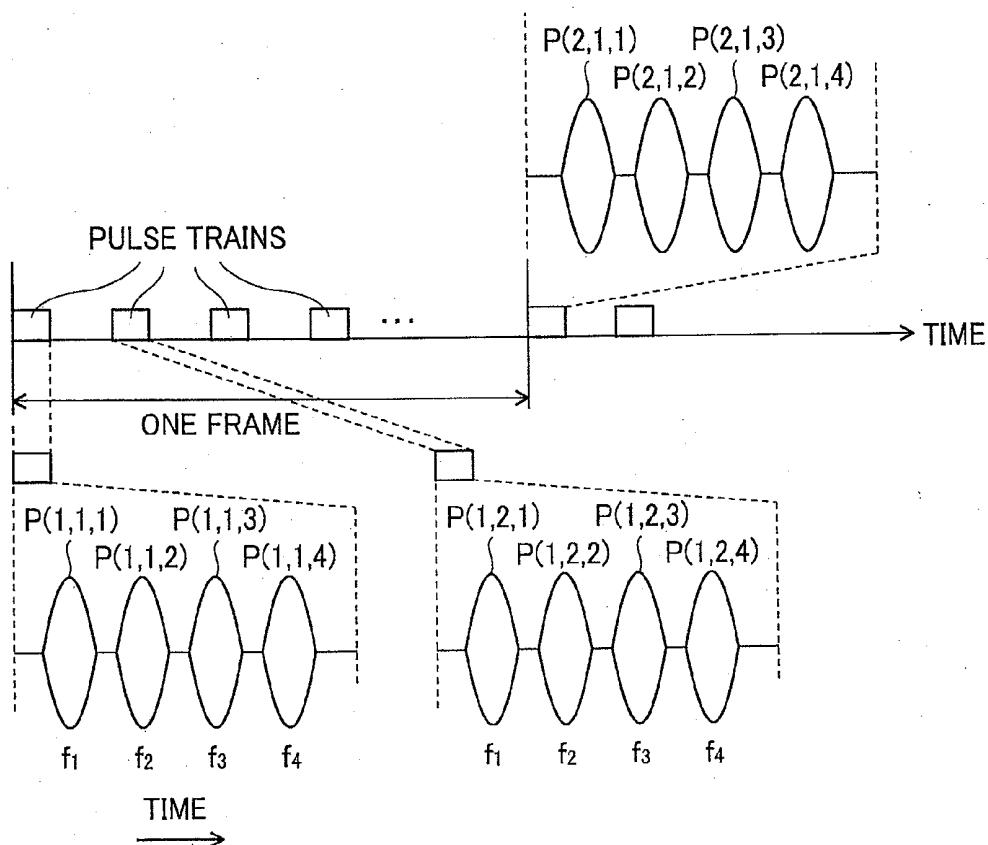 P(2,1,1) P(2,1,3)
P(2,1,2) P(2,1,4)
PULSE TRAINS
...
TIME
ONE FRAME
P(1,1,1) P(1,1,3)
P(1,1,2) P(1,1,4)
f1 f2 f3 f4
P(1,2,1) P(1,2,3)
P(1,2,2) P(1,2,4)
f1 f2 f3 f4
TIME